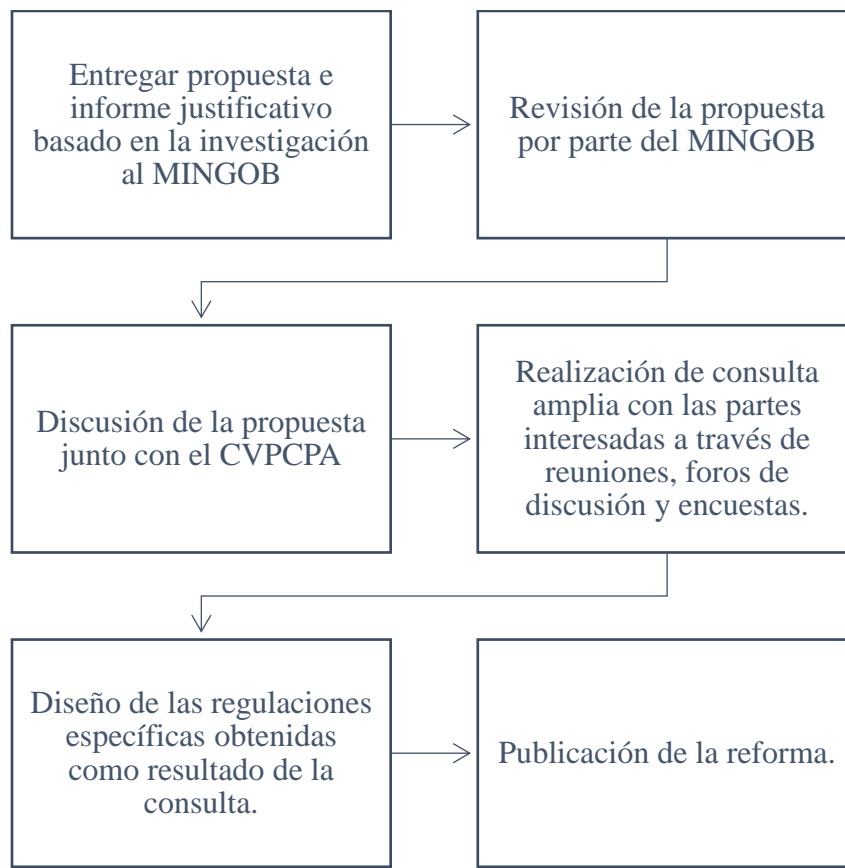 Entregar propuesta e
informe justificativo
basado en la investigación
al MINGOB
Revisión de la propuesta
por parte del MINGOB
Discusión de la propuesta
junto con el CVPCPA
Realización de consulta
amplia con las partes
interesadas a través de
reuniones, foros de
discusión y encuestas.
Diseño de las regulaciones
específicas obtenidas
como resultado de la
consulta.
Publicación de la reforma.